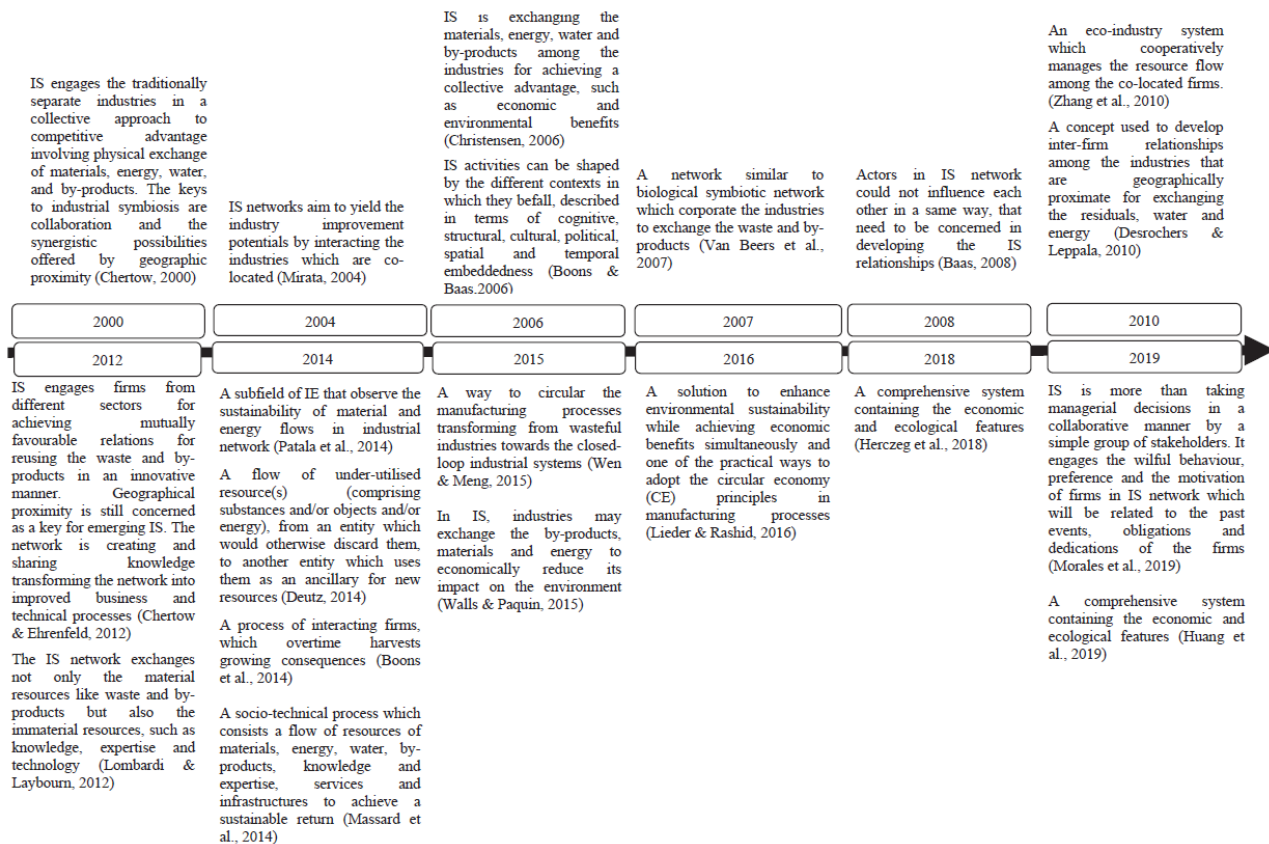 IS engages the traditionally
separate industries in a
collective approach to
competitive advantage
involving physical exchange
of materials, energy, water,
and by-products. The keys
to industrial symbiosis are
collaboration and the
synergistic possibilities
offered by geographic
proximity (Chertow, 2000)
IS networks aim to yield the
industry improvement
potentials by interacting the
industries which are co-
located (Mirata, 2004)
IS is exchanging the
materials, energy, water and
by-products among the
industries for achieving a
collective advantage, such
as economic and
environmental benefits
(Christensen, 2006)
IS activities can be shaped
by the different contexts in
which they befall, described
in terms of cognitive,
structural, cultural, political,
spatial and temporal
embeddedness (Boons &
Baas.2006)
A network similar to
biological symbiotic network
which corporate the industries
to exchange the waste and by-
products (Van Beers et al.,
2007)
Actors in IS network
could not influence each
other in a same way, that
need to be concerned in
developing the IS
relationships (Baas, 2008)
An eco-industry system
which cooperatively
manages the resource flow
among the co-located firms.
(Zhang et al., 2010)
A concept used to develop
inter-firm relationships
among the industries that
are geographically
proximate for exchanging
the residuals, water and
energy (Desrochers &
Leppala, 2010)
2000
2004
2006
2007
2008
2010
2012
2014
2015
2016
2018
2019
IS engages firms from
different sectors for
achieving mutually
favourable relations for
reusing the waste and by-
products in an innovative
manner. Geographical
proximity is still concerned
as a key for emerging IS. The
network is creating and
sharing knowledge
transforming the network into
improved business and
technical processes (Chertow
& Ehrenfeld, 2012)
The IS network exchanges
not only the material
resources like waste and by-
products but also the
immaterial resources, such as
knowledge, expertise and
technology (Lombardi &
Laybourn, 2012)
A subfield of IE that observe the
sustainability of material and
energy flows in industrial
network (Patala et al., 2014)
A flow of under-utilised
resource(s) (comprising
substances and/or objects and/or
energy), from an entity which
would otherwise discard them,
to another entity which uses
them as an ancillary for new
resources (Deutz, 2014)
A process of interacting firms,
which overtime harvests
growing consequences (Boons
et al., 2014)
A socio-technical process which
consists a flow of resources of
materials, energy, water, by-
products, knowledge and
expertise, services and
infrastructures to achieve a
sustainable return (Massard et
al., 2014)
A way to circular the
manufacturing processes
transforming from wasteful
industries towards the closed-
loop industrial systems (Wen
& Meng, 2015)
In IS, industries may
exchange the by-products,
materials and energy to
economically reduce its
impact on the environment
(Walls & Paquin, 2015)
A solution to enhance
environmental sustainability
while achieving economic
benefits simultaneously and
one of the practical ways to
adopt the circular economy
(CE) principles in
manufacturing processes
(Lieder & Rashid, 2016)
A comprehensive system
containing the economic
and ecological features
(Herczeg et al., 2018)
IS is more than taking
managerial decisions in a
collaborative manner by a
simple group of stakeholders. It
engages the wilful behaviour,
preference and the motivation
of firms in IS network which
will be related to the past
events, obligations and
dedications of the firms
(Morales et al., 2019)
A comprehensive system
containing the economic and
ecological features (Huang et
al., 2019)